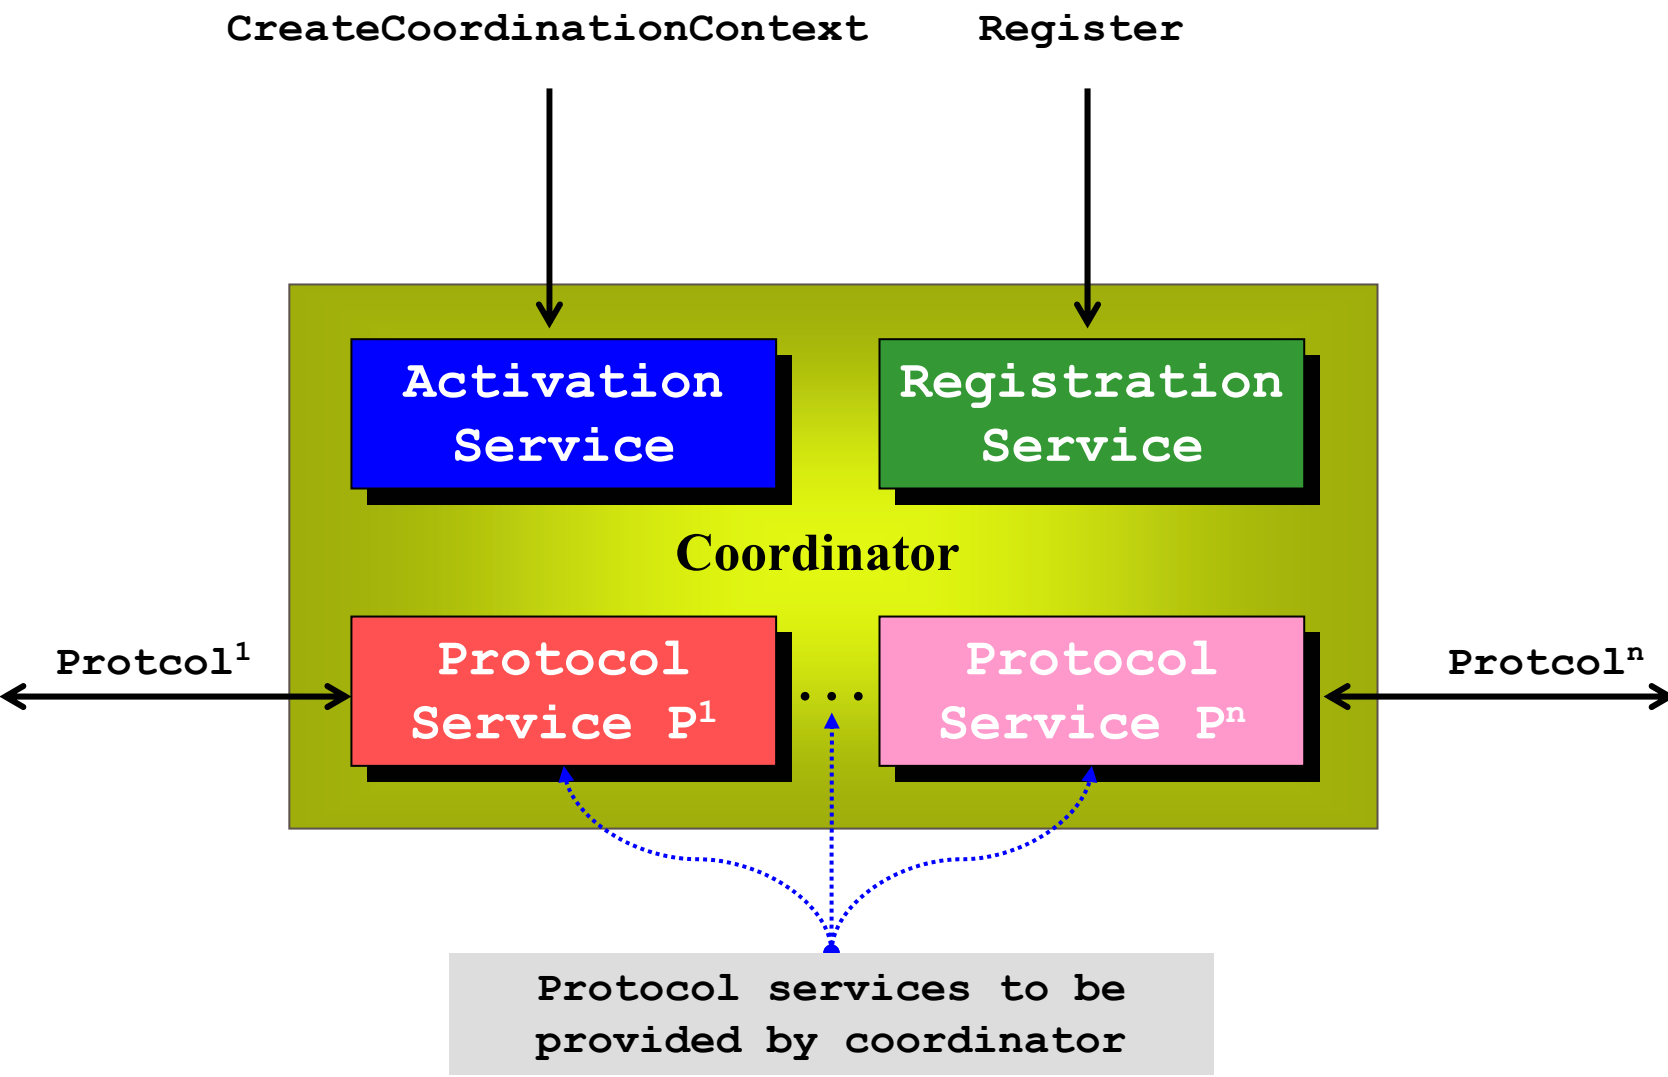 CreateCoordinationContext
Register
Activation
Service
Registration
Service
Coordinator
Protcol¹
Protocol
Service P¹
...
Protocol
Service Pⁿ
Protcolⁿ
Protocol services to be
provided by coordinator